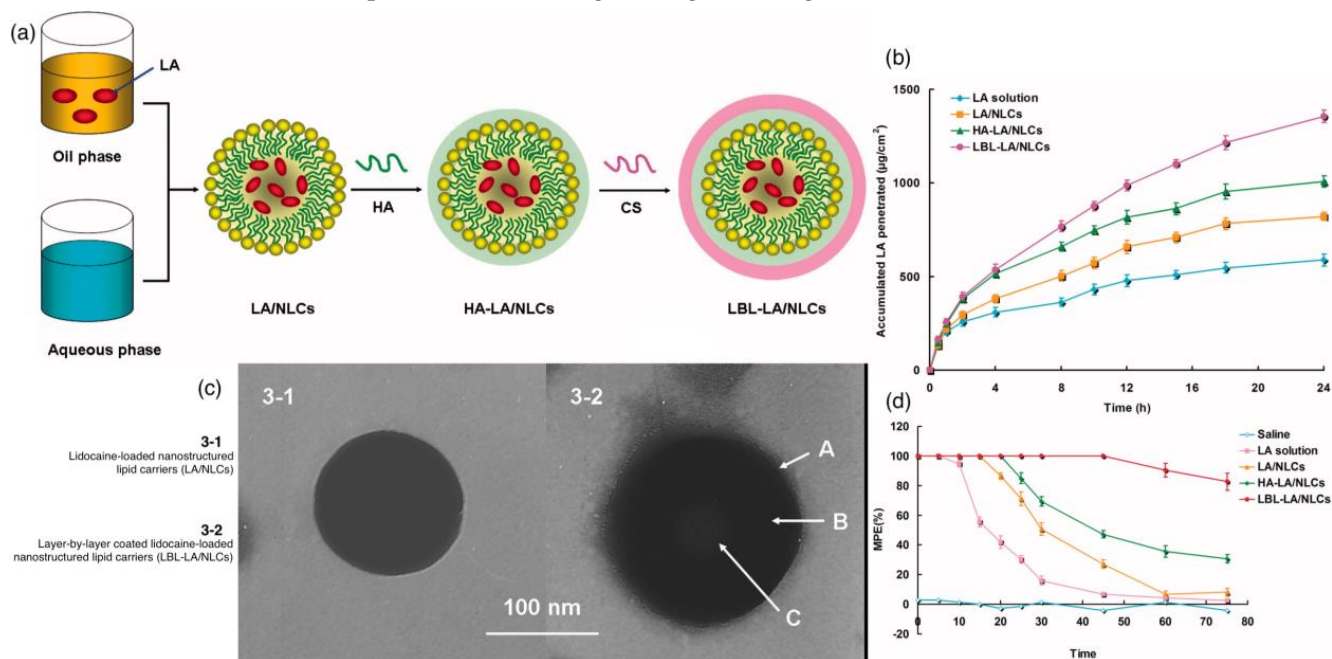 (a)
LA
Oil phase
Aqueous phase
HA
CS
LA/NLCs
HA-LA/NLCs
LBL-LA/NLCs
(b)
LA solution
LA/NLCs
HA-LA/NLCs
LBL-LA/NLCs
Accumulated LA penetrated (µg/cm²)
1500
1000
500
0
0
4
8
12
16
20
24
Time (h)
3-1
Lidocaine-loaded nanostructured
lipid carriers (LA/NLCs)
3-2
Layer-by-layer coated lidocaine-loaded
nanostructured lipid carriers (LBL-LA/NLCs)
(c)
3-1
3-2
A
B
C
100 nm
(d)
Saline
LA solution
LA/NLCs
HA-LA/NLCs
LBL-LA/NLCs
MPE(%)
120
100
80
60
40
20
0
-20
0
10
20
30
40
50
60
70
80
Time